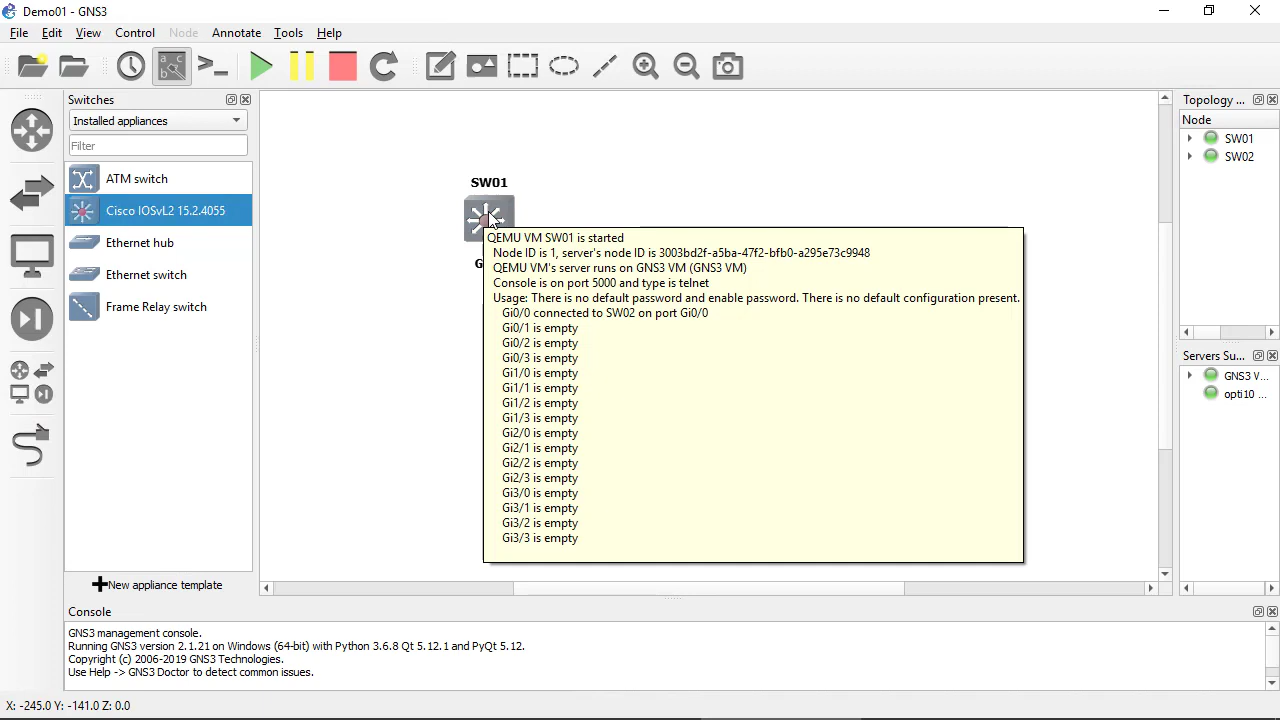 Demo01 - GNS3
File Edit View Control Node Annotate Tools Help
Switches
Installed appliances
Filter
ATM switch
Cisco IOSvL2 15.2.4055
Ethernet hub
Ethernet switch
Frame Relay switch
New appliance template
SW01
G
QEMU VM SW01 is started
Node ID is 1, server's node ID is 3003bd2f-a5ba-47f2-bfb0-a295e73c9948
QEMU VM's server runs on GNS3 VM (GNS3 VM)
Console is on port 5000 and type is telnet
Usage: There is no default password and enable password. There is no default configuration present.
Gi0/0 connected to SW02 on port Gi0/0
Gi0/1 is empty
Gi0/2 is empty
Gi0/3 is empty
Gi1/0 is empty
Gi1/1 is empty
Gi1/2 is empty
Gi1/3 is empty
Gi2/0 is empty
Gi2/1 is empty
Gi2/2 is empty
Gi2/3 is empty
Gi3/0 is empty
Gi3/1 is empty
Gi3/2 is empty
Gi3/3 is empty
Topology ...
Node
SW01
SW02
Servers Su...
GNS3 V...
opti10 ...
Console
GNS3 management console.
Running GNS3 version 2.1.21 on Windows (64-bit) with Python 3.6.8 Qt 5.12.1 and PyQt 5.12.
Copyright (c) 2006-2019 GNS3 Technologies.
Use Help -> GNS3 Doctor to detect common issues.
X: -245.0 Y: -141.0 Z: 0.0